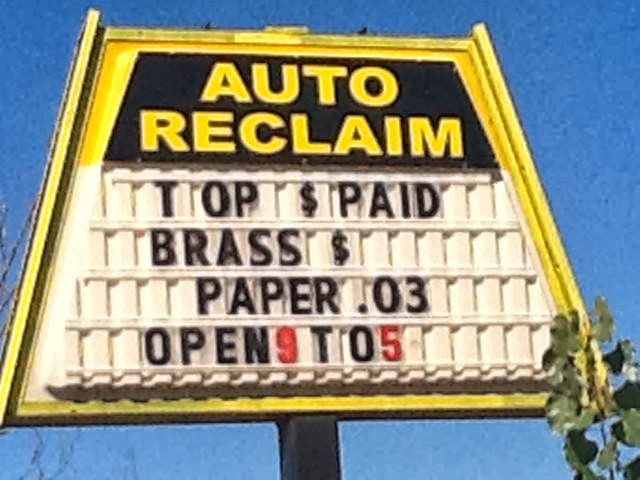 AUTO
RECLAIM
TOP $ PAID
BRASS $
PAPER .03
OPEN 9 TO 5